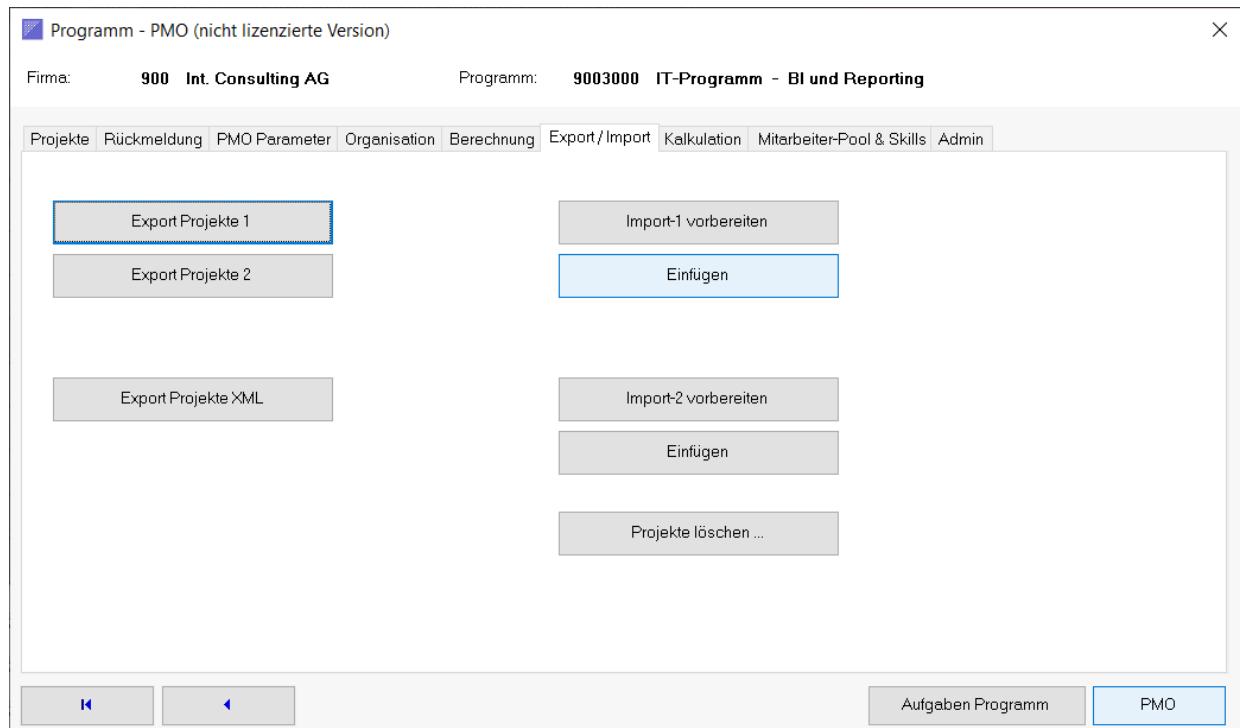 Programm - PMO (nicht lizenzierte Version)
Firma: 900 Int. Consulting AG Programm: 9003000 IT-Programm - BI und Reporting
Projekte Rückmeldung PMO Parameter Organisation Berechnung Export / Import Kalkulation Mitarbeiter-Pool & Skills Admin
Export Projekte 1 Import-1 vorbereiten
Export Projekte 2 Einfügen
Export Projekte XML Import-2 vorbereiten
Einfügen
Projekte löschen ...
Aufgaben Programm PMO